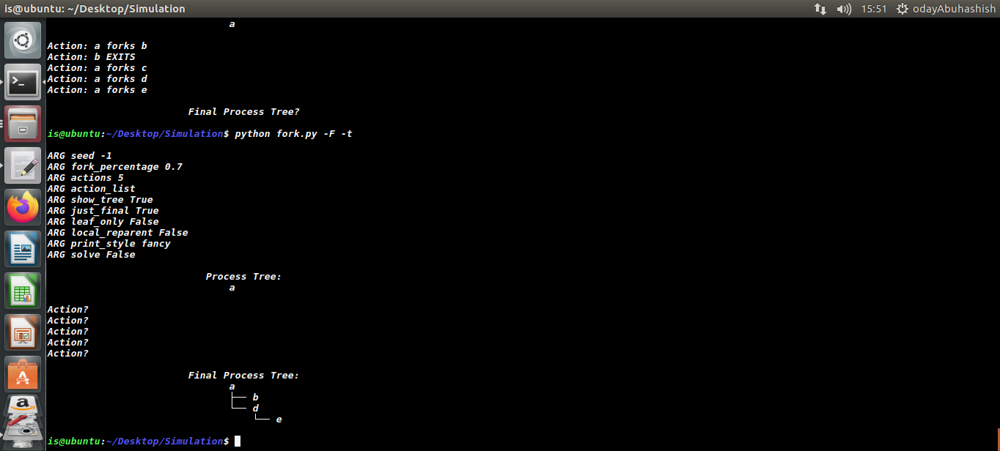 is@ubuntu: ~/Desktop/Simulation
15:51
odayAbuhashish
a
Action: a forks b
Action: b EXITS
Action: a forks c
Action: a forks d
Action: a forks e
Final Process Tree?
is@ubuntu:~/Desktop/Simulation$ python fork.py -F -t
ARG seed -1
ARG fork_percentage 0.7
ARG actions 5
ARG action_list
ARG show_tree True
ARG just_final True
ARG leaf_only False
ARG local_reparent False
ARG print_style fancy
ARG solve False
Process Tree:
a
Action?
Action?
Action?
Action?
Action?
Final Process Tree:
a
├── b
└── d
└── e
is@ubuntu:~/Desktop/Simulation$